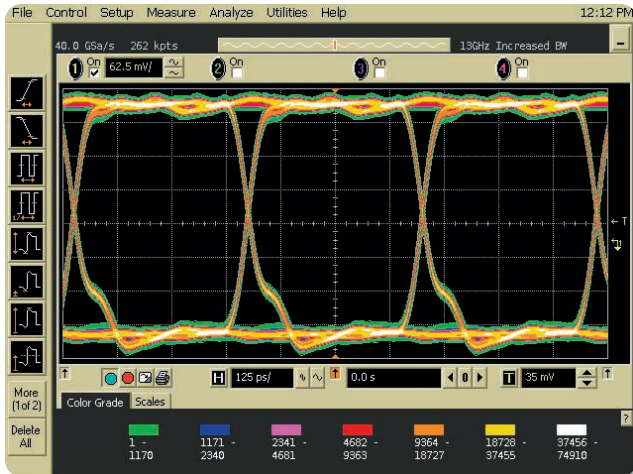 File Control Setup Measure Analyze Utilities Help 12:12 PM
40.0 GSa/s 262 kpts 13GHz Increased BW
1 On 62.5 mV/ 2 On 3 On 4 On
T
More
(1 of 2)
Delete
All
H 125 ps/ 0.0 s 0 T 35 mV
Color Grade Scales
?
1 - 1171 - 2341 - 4682 - 9364 - 18728 - 37456 -
1170 2340 4681 9363 18727 37455 74910